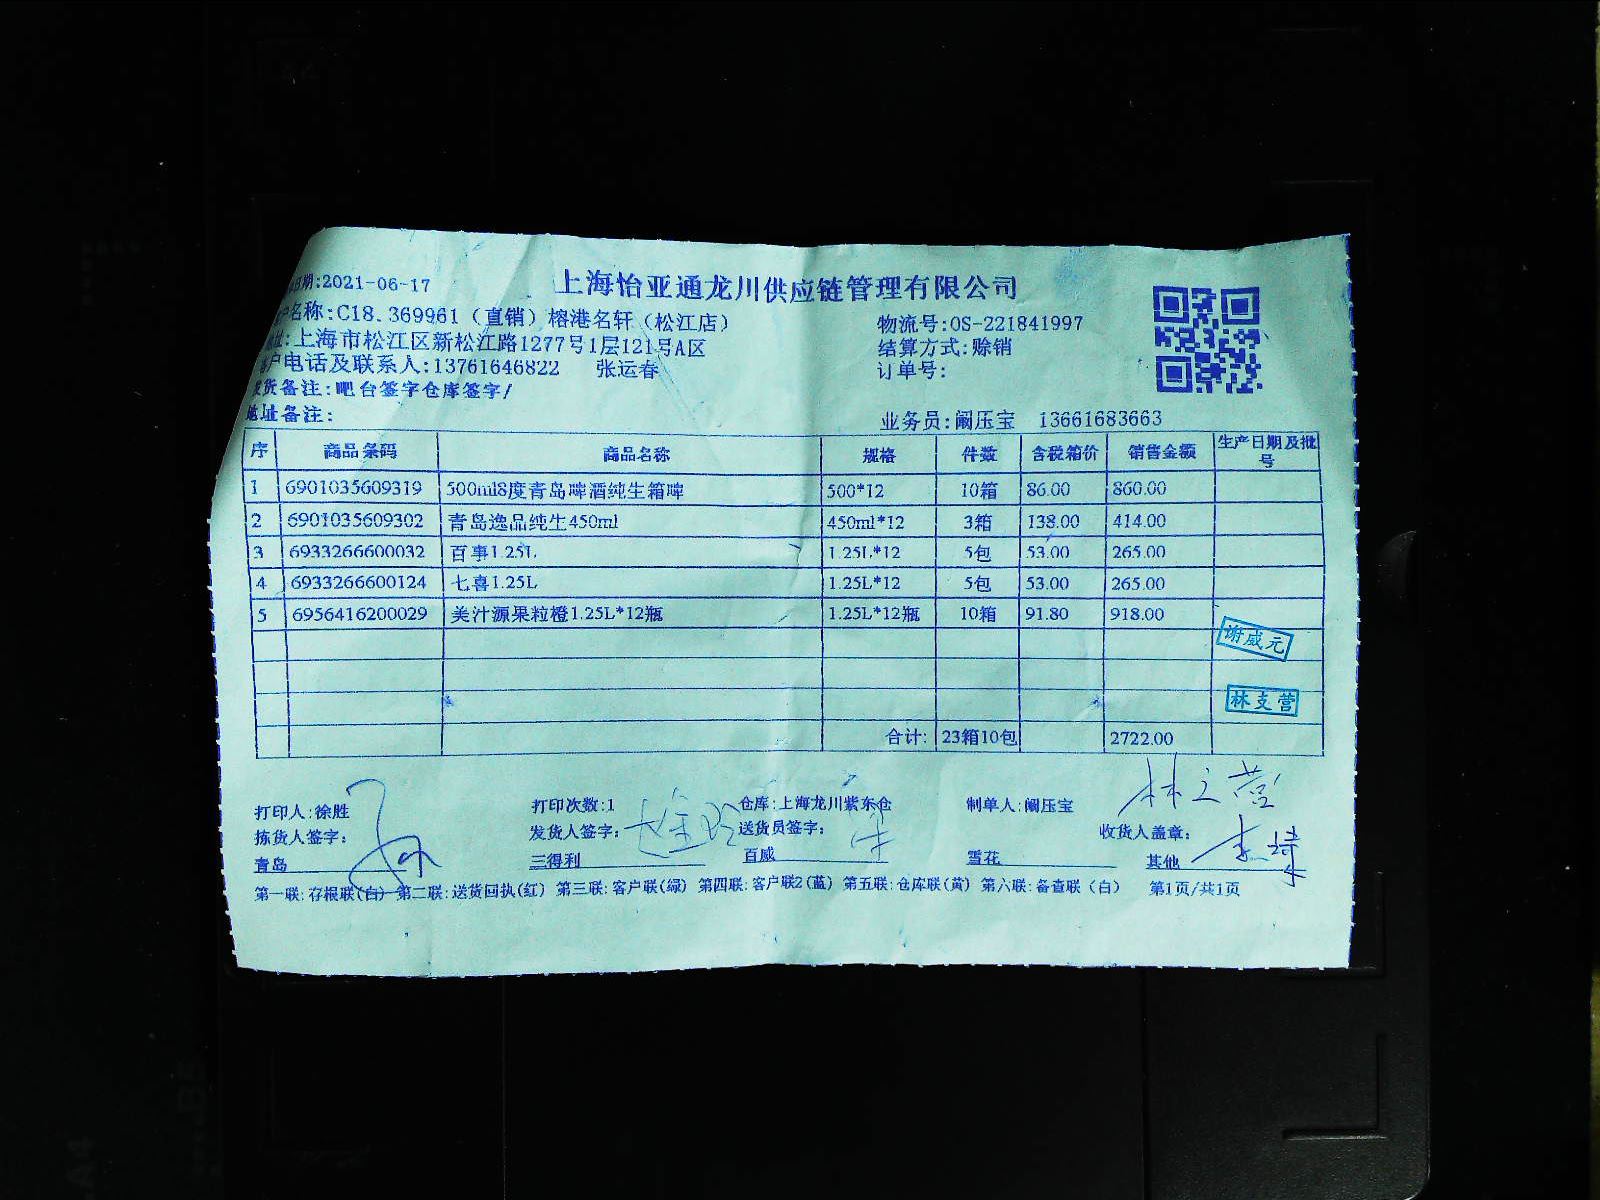 日期:2021-06-17
上海怡亚通龙川供应链管理有限公司
户名称:C18.369961（直销）榕港名轩（松江店）
物流号:OS-221841997
址:上海市松江区新松江路1277号1层121号A区
结算方式:赊销
客户电话及联系人:13761646822 张运春
订单号:
发货备注:吧台签字仓库签字/
地址备注:
业务员:阚压宝 13661683663
序 商品条码 商品名称 规格 件数 含税箱价 销售金额 生产日期及批号
1 6901035609319 500ml8度青岛啤酒纯生箱啤 500*12 10箱 86.00 860.00
2 6901035609302 青岛逸品纯生450ml 450ml*12 3箱 138.00 414.00
3 6933266600032 百事1.25L 1.25L*12 5包 53.00 265.00
4 6933266600124 七喜1.25L 1.25L*12 5包 53.00 265.00
5 6956416200029 美汁源果粒橙1.25L*12瓶 1.25L*12瓶 10箱 91.80 918.00
谢威元
林支营
合计: 23箱10包 2722.00
林支营
打印人:徐胜 打印次数:1 仓库:上海龙川紫东仓 制单人:阚压宝
拣货人签字: 发货人签字: 送货员签字: 收货人盖章:
青岛 三得利 百威 雪花 其他
第一联:存根联(白) 第二联:送货回执(红) 第三联:客户联(绿) 第四联:客户联2(蓝) 第五联:仓库联(黄) 第六联:备查联（白） 第1页/共1页